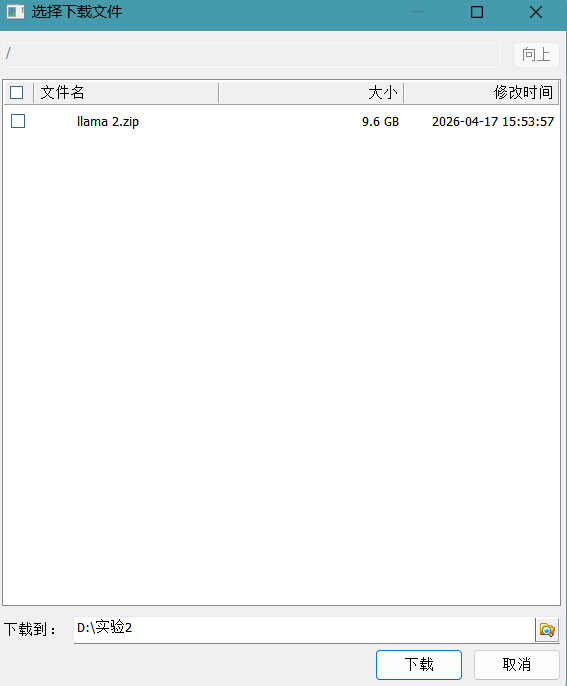 选择下载文件
/
向上
文件名 大小 修改时间
llama 2.zip 9.6 GB 2026-04-17 15:53:57
下载到： D:\实验2
下载 取消